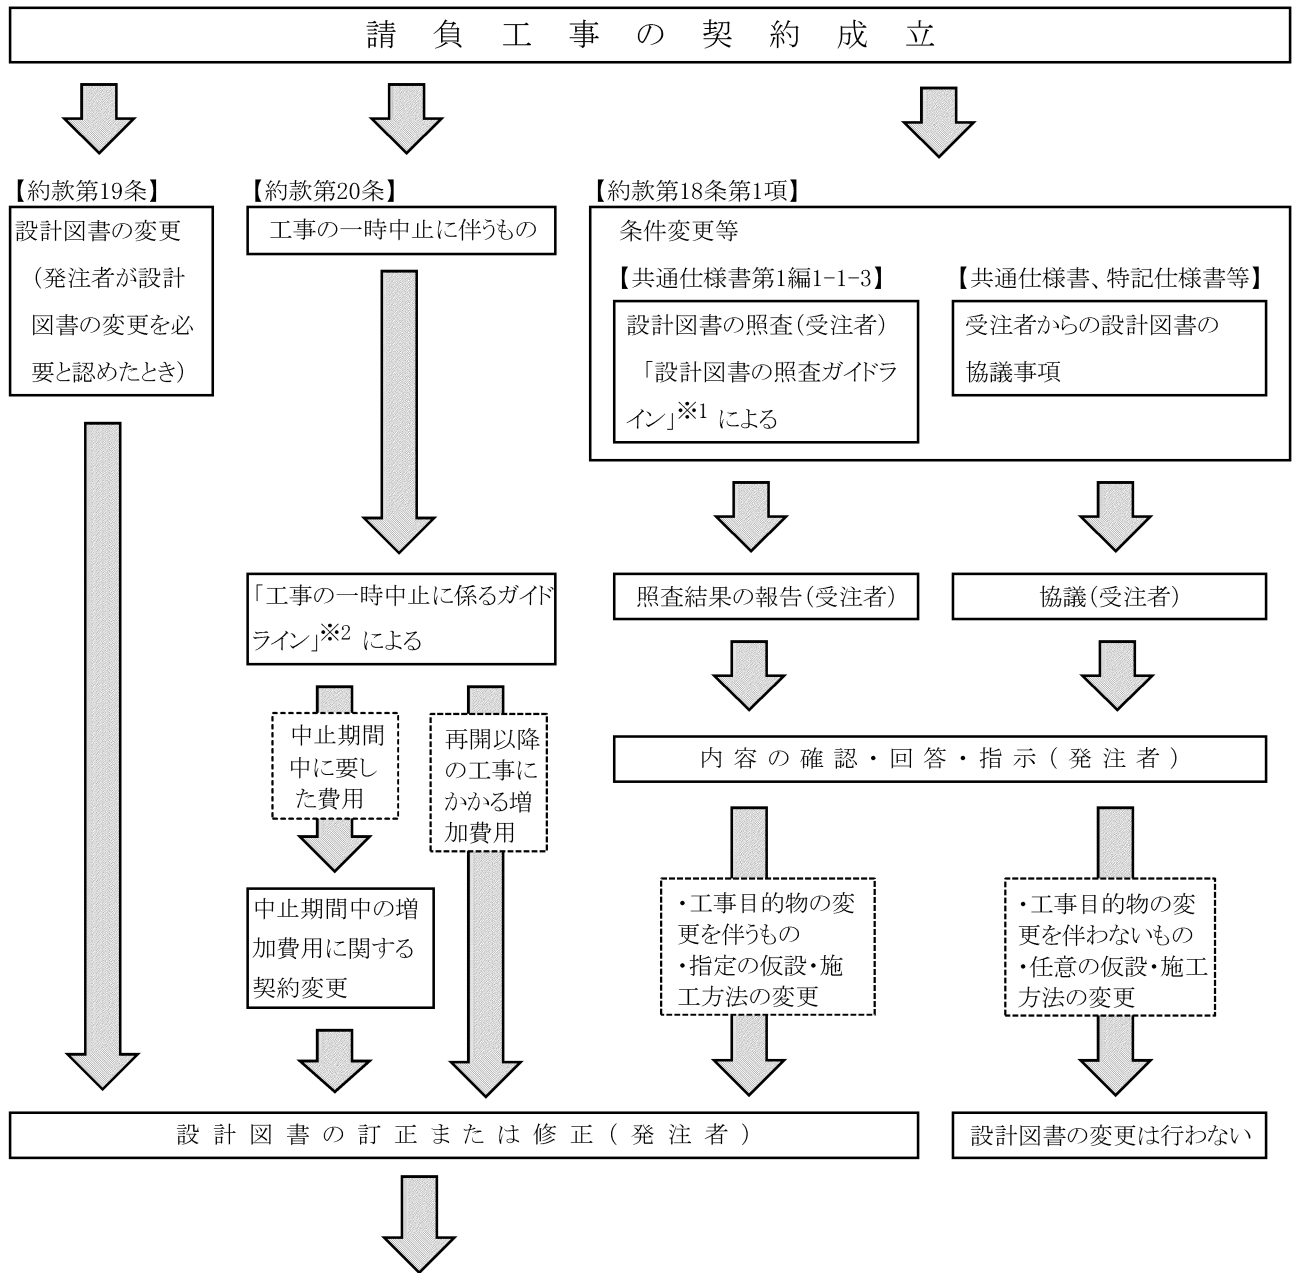 請負工事の契約成立
【約款第19条】
設計図書の変更
(発注者が設計
図書の変更を必
要と認めたとき)
【約款第20条】
工事の一時中止に伴うもの
【約款第18条第1項】
条件変更等
【共通仕様書第1編1-1-3】
設計図書の照査(受注者)
「設計図書の照査ガイドラ
イン」※1 による
【共通仕様書、特記仕様書等】
受注者からの設計図書の
協議事項
「工事の一時中止に係るガイド
ライン」※2 による
照査結果の報告(受注者)
協議(受注者)
中止期間
中に要し
た費用
再開以降
の工事に
かかる増
加費用
内容の確認・回答・指示(発注者)
中止期間中の増
加費用に関する
契約変更
・工事目的物の変
更を伴うもの
・指定の仮設・施
工方法の変更
・工事目的物の変
更を伴わないもの
・任意の仮設・施工
方法の変更
設計図書の訂正または修正(発注者)
設計図書の変更は行わない